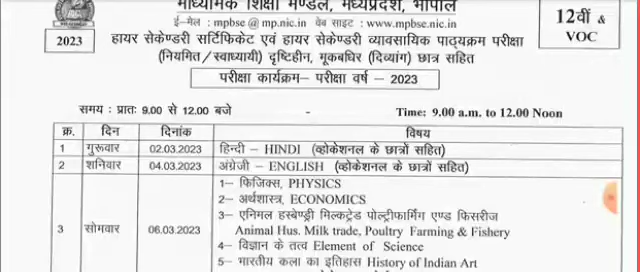 माध्यमिक शिक्षा मण्डल, मध्यप्रदेश, भोपाल
ई–मेल : mpbse @ mp.nic.in वेब साइट : www.mpbse.nic.in
2023
12वीं &
VOC
हायर सेकेण्डरी सर्टिफिकेट एवं हायर सेकेण्डरी व्यावसायिक पाठ्यक्रम परीक्षा
(नियमित/स्वाध्यायी) दृष्टिहीन, मूकबधिर (दिव्यांग) छात्र सहित
परीक्षा कार्यक्रम– परीक्षा वर्ष – 2023
समय : प्रातः 9.00 से 12.00 बजे - Time: 9.00 a.m. to 12.00 Noon
क्र. दिन दिनांक विषय
1 गुरूवार 02.03.2023 हिन्दी – HINDI (व्होकेशनल के छात्रों सहित)
2 शनिवार 04.03.2023 अंग्रेजी – ENGLISH (व्होकेशनल के छात्रों सहित)
3 सोमवार 06.03.2023 1– फिजिक्स, PHYSICS
2– अर्थशास्त्र, ECONOMICS
3– एनिमल हस्बेण्ड्री मिल्कट्रेड पोल्ट्रीफार्मिंग एण्ड फिसरीज
Animal Hus. Milk trade, Poultry Farming & Fishery
4– विज्ञान के तत्व Element of Science
5– भारतीय कला का इतिहास History of Indian Art